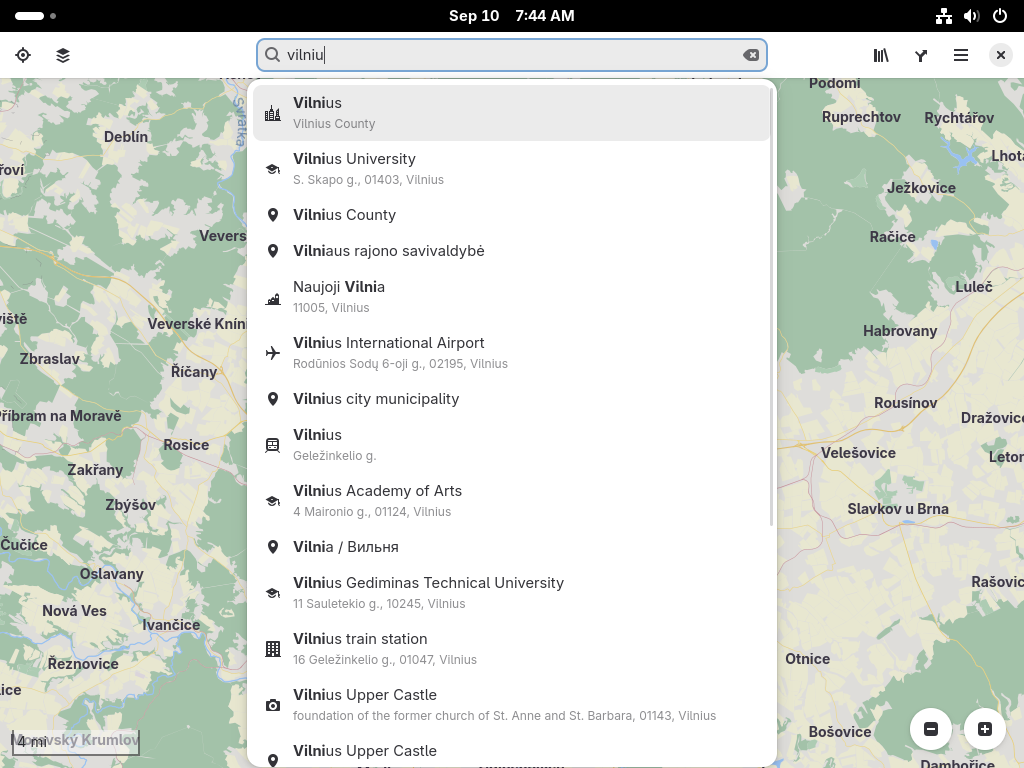 Sep 10 7:44 AM
vilniu
Vilnius
Vilnius County
Vilnius University
S. Skapo g., 01403, Vilnius
Vilnius County
Vilniaus rajono savivaldybė
Naujoji Vilnia
11005, Vilnius
Vilnius International Airport
Rodūnios Sodų 6-oji g., 02195, Vilnius
Vilnius city municipality
Vilnius
Geležinkelio g.
Vilnius Academy of Arts
4 Maironio g., 01124, Vilnius
Vilnia / Вильня
Vilnius Gediminas Technical University
11 Sauletekio g., 10245, Vilnius
Vilnius train station
16 Geležinkelio g., 01047, Vilnius
Vilnius Upper Castle
foundation of the former church of St. Anne and St. Barbara, 01143, Vilnius
Vilnius Upper Castle
Svratka
Deblín
řoví
Vevers
viště
Veverské Knín
Zbraslav
Říčany
Příbram na Moravě
Rosice
Zakřany
Zbýšov
Čučice
Oslavany
Nová Ves
Ivančice
Řeznovice
lice
Moravský Krumlov
4 mi
Podomí
Ruprechtov
Rychtářov
Lhota
Ježkovice
Račice
Luleč
Habrovany
Rousínov
Dražovice
Velešovice
Leton
Slavkov u Brna
Rašovic
Otnice
Bošovice
Dambořice